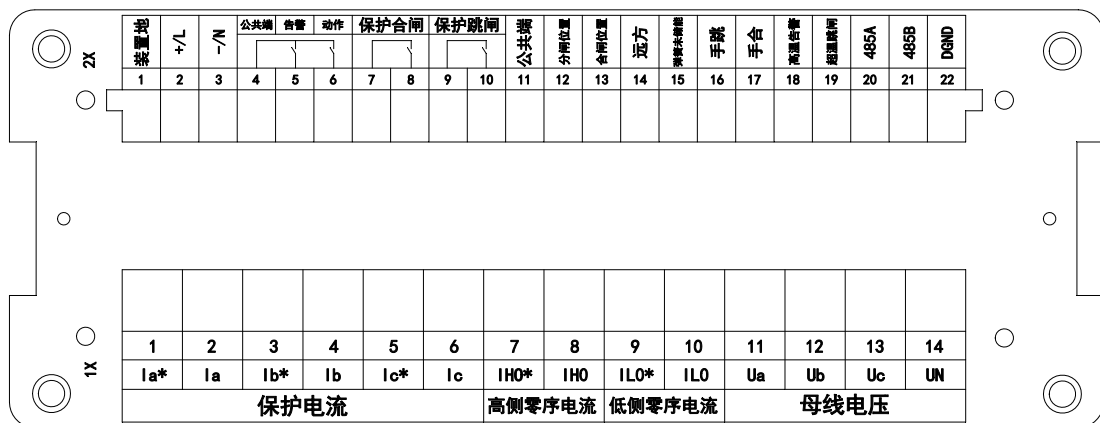 2X
装置地 +/L -/N 公共端 告警 动作 保护合闸 保护跳闸 公共端 分闸位置 合闸位置 远方 弹簧未储能 手跳 手合 高温告警 超温跳闸 485A 485B DGND
1 2 3 4 5 6 7 8 9 10 11 12 13 14 15 16 17 18 19 20 21 22
1X
1 2 3 4 5 6 7 8 9 10 11 12 13 14
Ia* Ia Ib* Ib Ic* Ic IH0* IH0 IL0* IL0 Ua Ub Uc UN
保护电流 高侧零序电流 低侧零序电流 母线电压